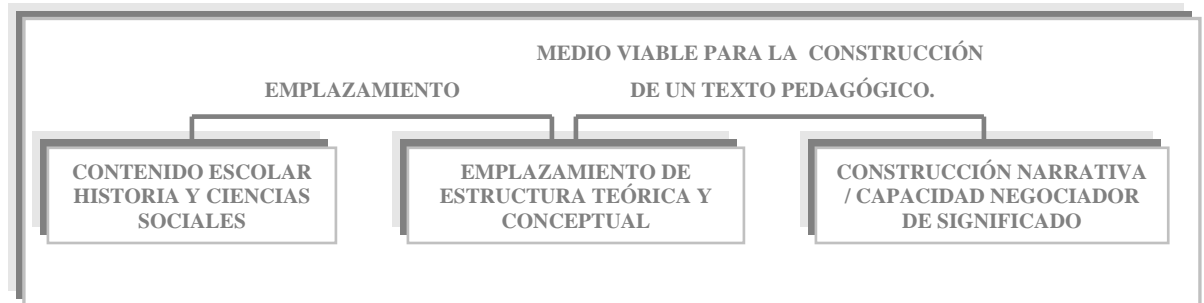 MEDIO VIABLE PARA LA CONSTRUCCIÓN
EMPLAZAMIENTO
DE UN TEXTO PEDAGÓGICO.
CONTENIDO ESCOLAR
HISTORIA Y CIENCIAS
SOCIALES
EMPLAZAMIENTO DE
ESTRUCTURA TEÓRICA Y
CONCEPTUAL
CONSTRUCCIÓN NARRATIVA
/ CAPACIDAD NEGOCIADOR
DE SIGNIFICADO